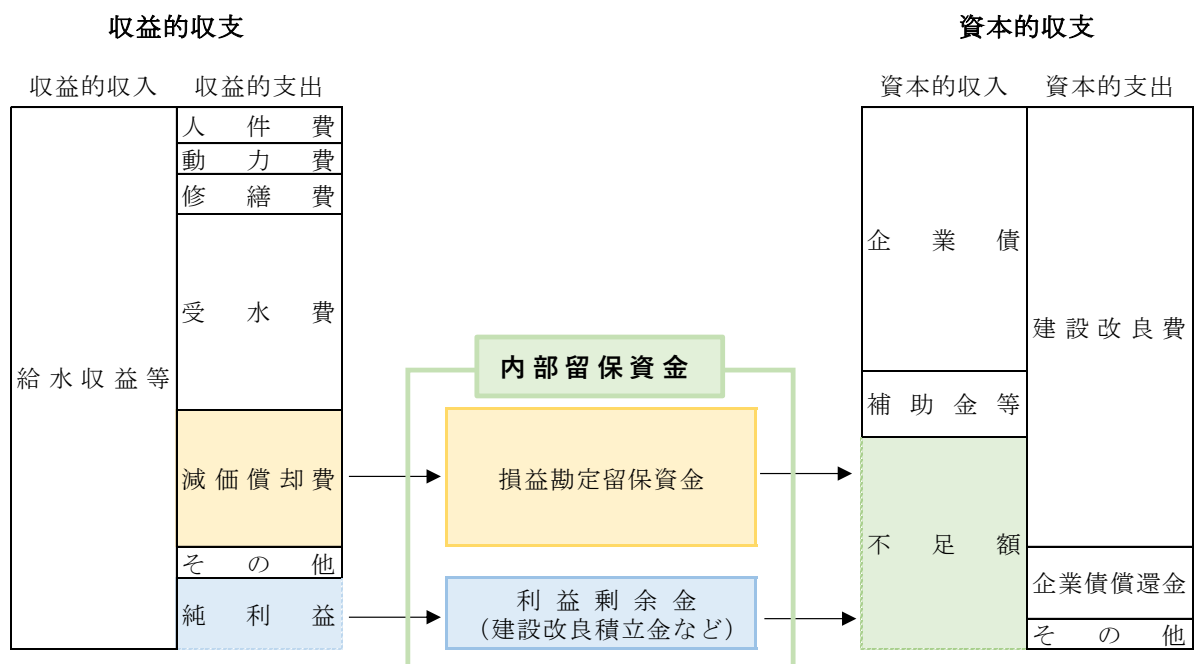 収益的収支
資本的収支
収益的収入
収益的支出
資本的収入
資本的支出
給水収益等
人件費
動力費
修繕費
受水費
減価償却費
その他
純利益
内部留保資金
損益勘定留保資金
利益剰余金
（建設改良積立金など）
企業債
補助金等
不足額
建設改良費
企業債償還金
その他